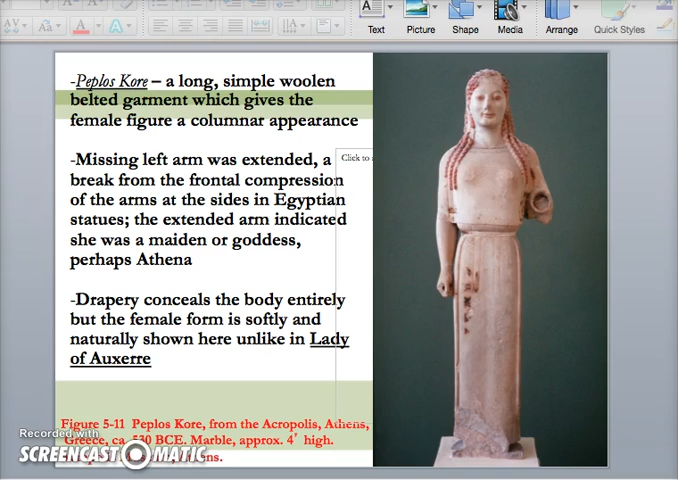 Text
Picture
Shape
Media
Arrange
Quick Styles
-Peplos Kore – a long, simple woolen
belted garment which gives the
female figure a columnar appearance
-Missing left arm was extended, a
break from the frontal compression
of the arms at the sides in Egyptian
statues; the extended arm indicated
she was a maiden or goddess,
perhaps Athena
-Drapery conceals the body entirely
but the female form is softly and
naturally shown here unlike in Lady
of Auxerre
Click to
Figure 5-11 Peplos Kore, from the Acropolis, Athens,
Greece, ca. 530 BCE. Marble, approx. 4' high.
Recorded with
SCREENCAST MATIC